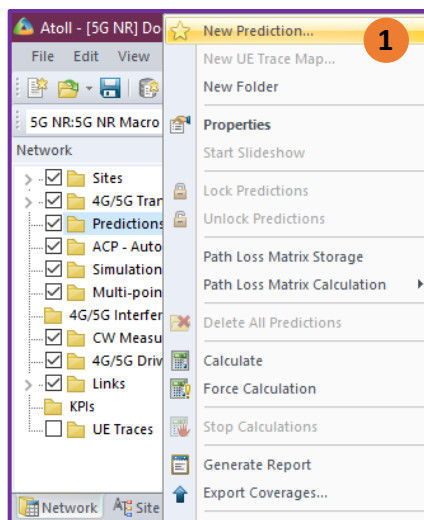 Atoll - [5G NR] Do
File Edit View
5G NR:5G NR Macro
Network
Sites
4G/5G Tran
Predictions
ACP - Auto
Simulation
Multi-poin
4G/5G Interfer
CW Measu
4G/5G Driv
Links
KPIs
UE Traces
Network Site
New Prediction...
1
New UE Trace Map...
New Folder
Properties
Start Slideshow
Lock Predictions
Unlock Predictions
Path Loss Matrix Storage
Path Loss Matrix Calculation
Delete All Predictions
Calculate
Force Calculation
Stop Calculations
Generate Report
Export Coverages...